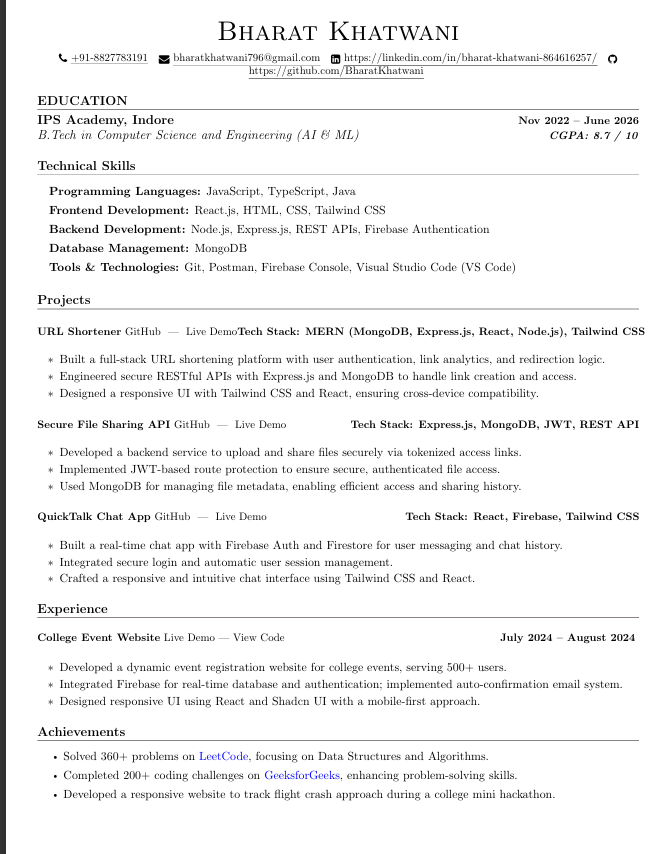 Bharat Khatwani
+91-8827783191 bharatkhatwani796@gmail.com https://linkedin.com/in/bharat-khatwani-864616257/
https://github.com/BharatKhatwani
EDUCATION
IPS Academy, Indore Nov 2022 – June 2026
B.Tech in Computer Science and Engineering (AI & ML) CGPA: 8.7 / 10
Technical Skills
Programming Languages: JavaScript, TypeScript, Java
Frontend Development: React.js, HTML, CSS, Tailwind CSS
Backend Development: Node.js, Express.js, REST APIs, Firebase Authentication
Database Management: MongoDB
Tools & Technologies: Git, Postman, Firebase Console, Visual Studio Code (VS Code)
Projects
URL Shortener GitHub — Live DemoTech Stack: MERN (MongoDB, Express.js, React, Node.js), Tailwind CSS
∗ Built a full-stack URL shortening platform with user authentication, link analytics, and redirection logic.
∗ Engineered secure RESTful APIs with Express.js and MongoDB to handle link creation and access.
∗ Designed a responsive UI with Tailwind CSS and React, ensuring cross-device compatibility.
Secure File Sharing API GitHub — Live Demo Tech Stack: Express.js, MongoDB, JWT, REST API
∗ Developed a backend service to upload and share files securely via tokenized access links.
∗ Implemented JWT-based route protection to ensure secure, authenticated file access.
∗ Used MongoDB for managing file metadata, enabling efficient access and sharing history.
QuickTalk Chat App GitHub — Live Demo Tech Stack: React, Firebase, Tailwind CSS
∗ Built a real-time chat app with Firebase Auth and Firestore for user messaging and chat history.
∗ Integrated secure login and automatic user session management.
∗ Crafted a responsive and intuitive chat interface using Tailwind CSS and React.
Experience
College Event Website Live Demo — View Code July 2024 – August 2024
∗ Developed a dynamic event registration website for college events, serving 500+ users.
∗ Integrated Firebase for real-time database and authentication; implemented auto-confirmation email system.
∗ Designed responsive UI using React and Shadcn UI with a mobile-first approach.
Achievements
• Solved 360+ problems on LeetCode, focusing on Data Structures and Algorithms.
• Completed 200+ coding challenges on GeeksforGeeks, enhancing problem-solving skills.
• Developed a responsive website to track flight crash approach during a college mini hackathon.